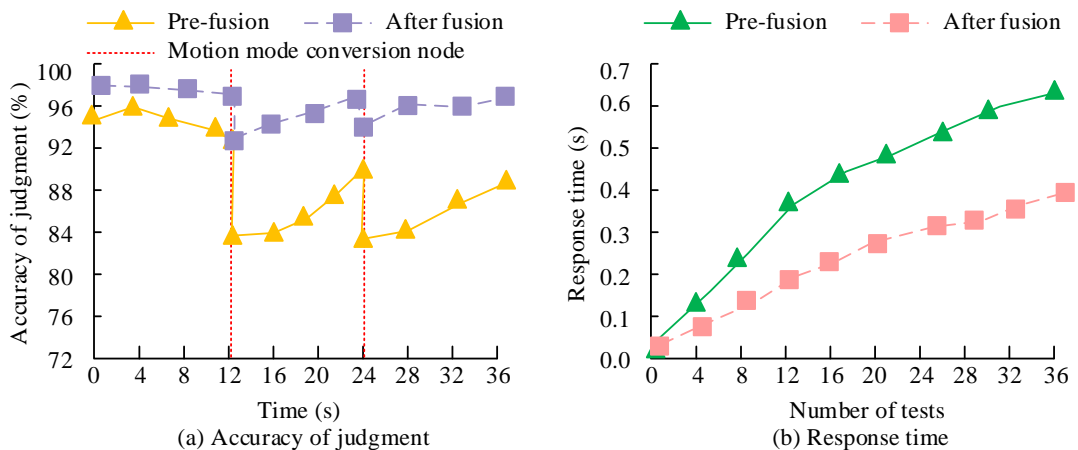 Pre-fusion After fusion
Motion mode conversion node
Accuracy of judgment (%)
100
96
92
88
84
80
76
72
0 4 8 12 16 20 24 28 32 36
Time (s)
(a) Accuracy of judgment
Pre-fusion After fusion
Response time (s)
0.7
0.6
0.5
0.4
0.3
0.2
0.1
0.0
0 4 8 12 16 20 24 28 32 36
Number of tests
(b) Response time